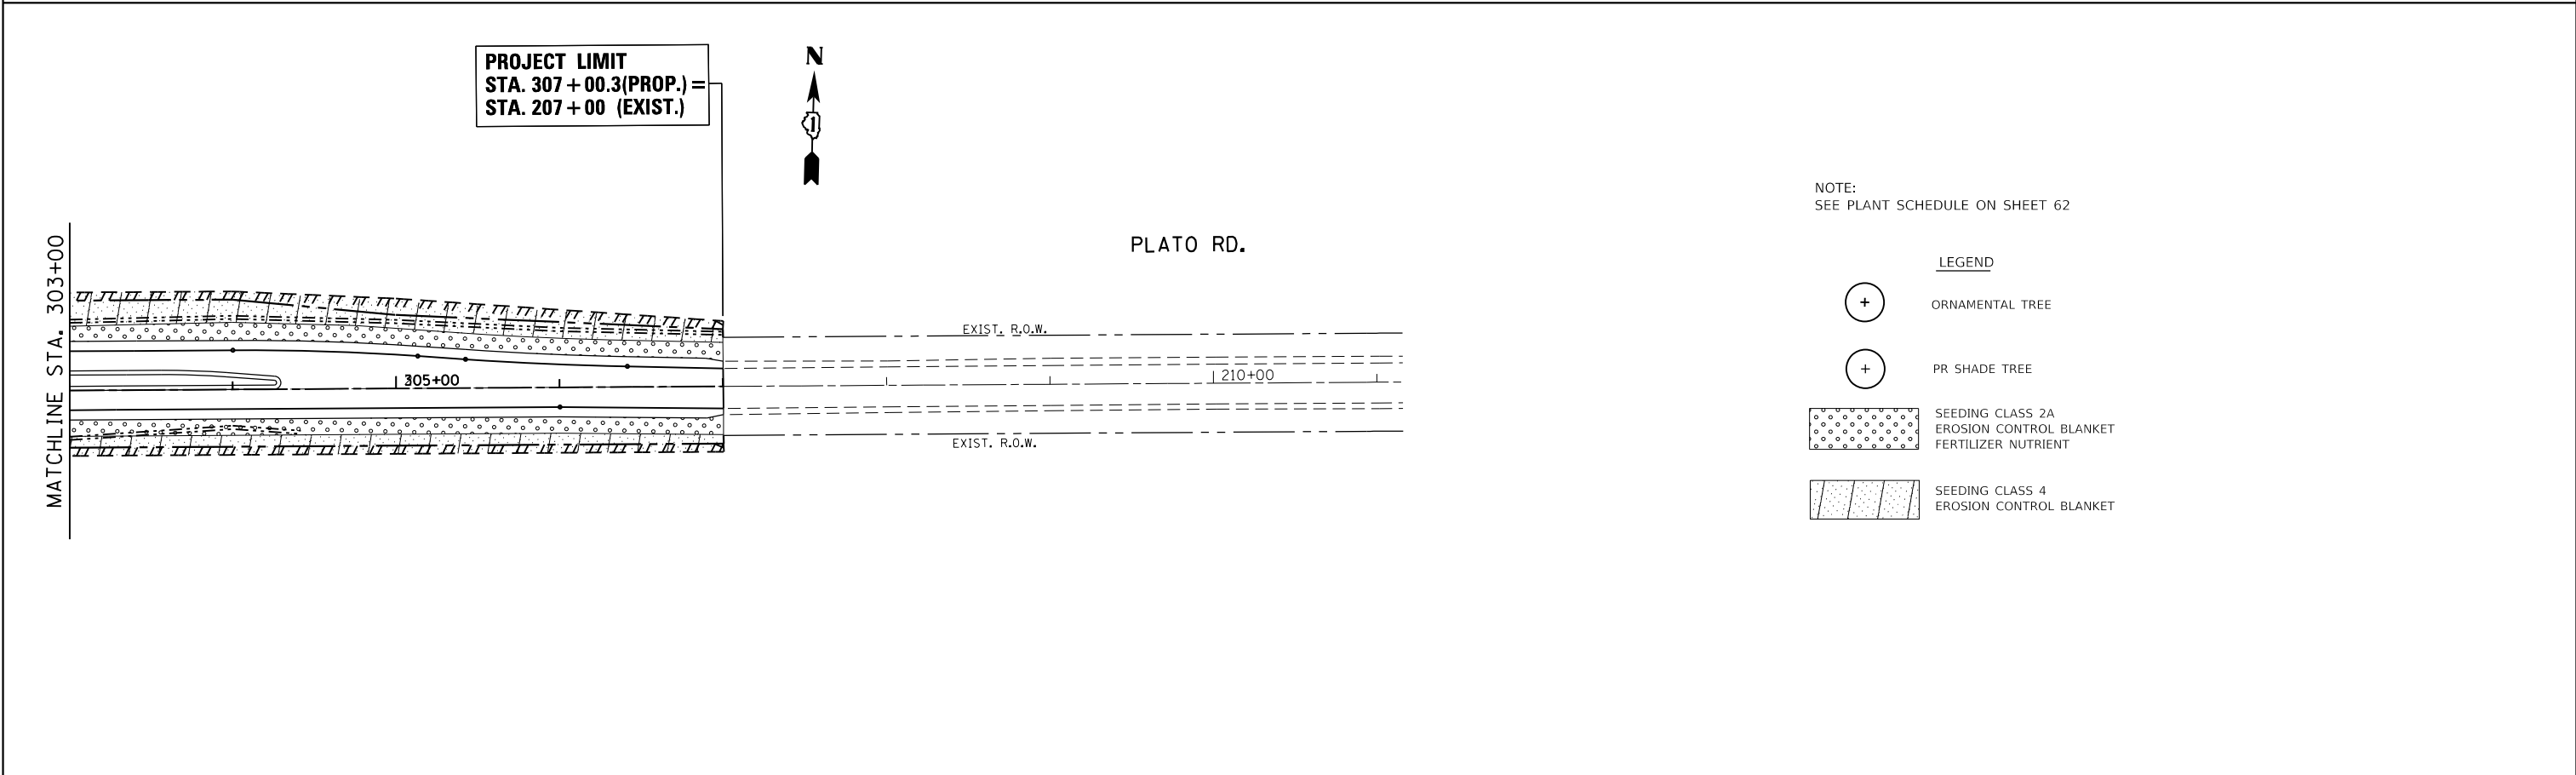 PROJECT LIMIT
STA. 307+00.3(PROP.)=
STA. 207+00 (EXIST.)
N
1
NOTE:
SEE PLANT SCHEDULE ON SHEET 62
PLATO RD.
LEGEND
ORNAMENTAL TREE
PR SHADE TREE
SEEDING CLASS 2A
EROSION CONTROL BLANKET
FERTILIZER NUTRIENT
SEEDING CLASS 4
EROSION CONTROL BLANKET
MATCHLINE STA. 303+00
EXIST. R.O.W.
305+00
210+00
EXIST. R.O.W.